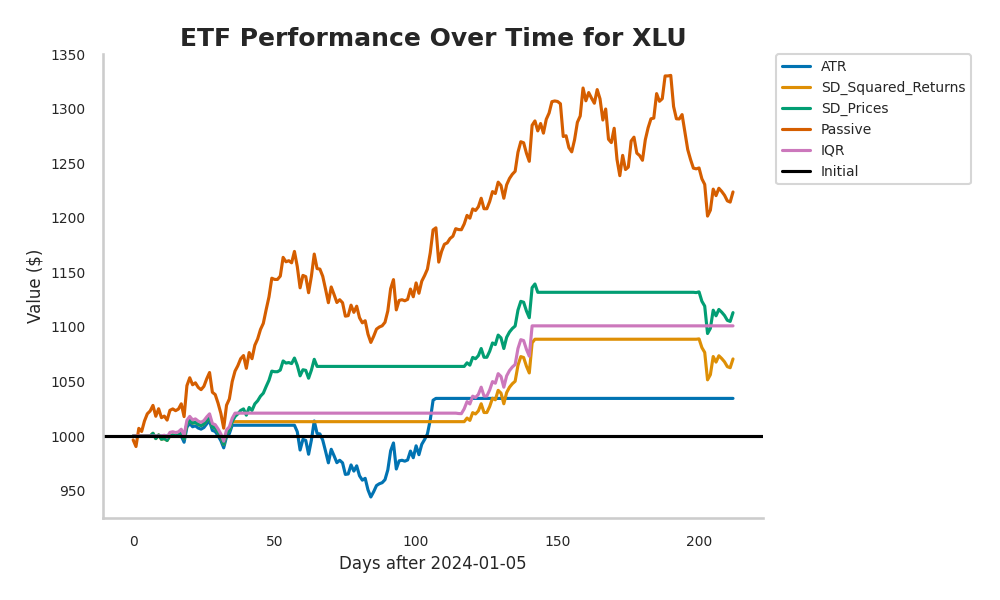 ETF Performance Over Time for XLU
1350
1300
1250
1200
1150
1100
1050
1000
950
Value ($)
0 50 100 150 200
Days after 2024-01-05
ATR
SD_Squared_Returns
SD_Prices
Passive
IQR
Initial